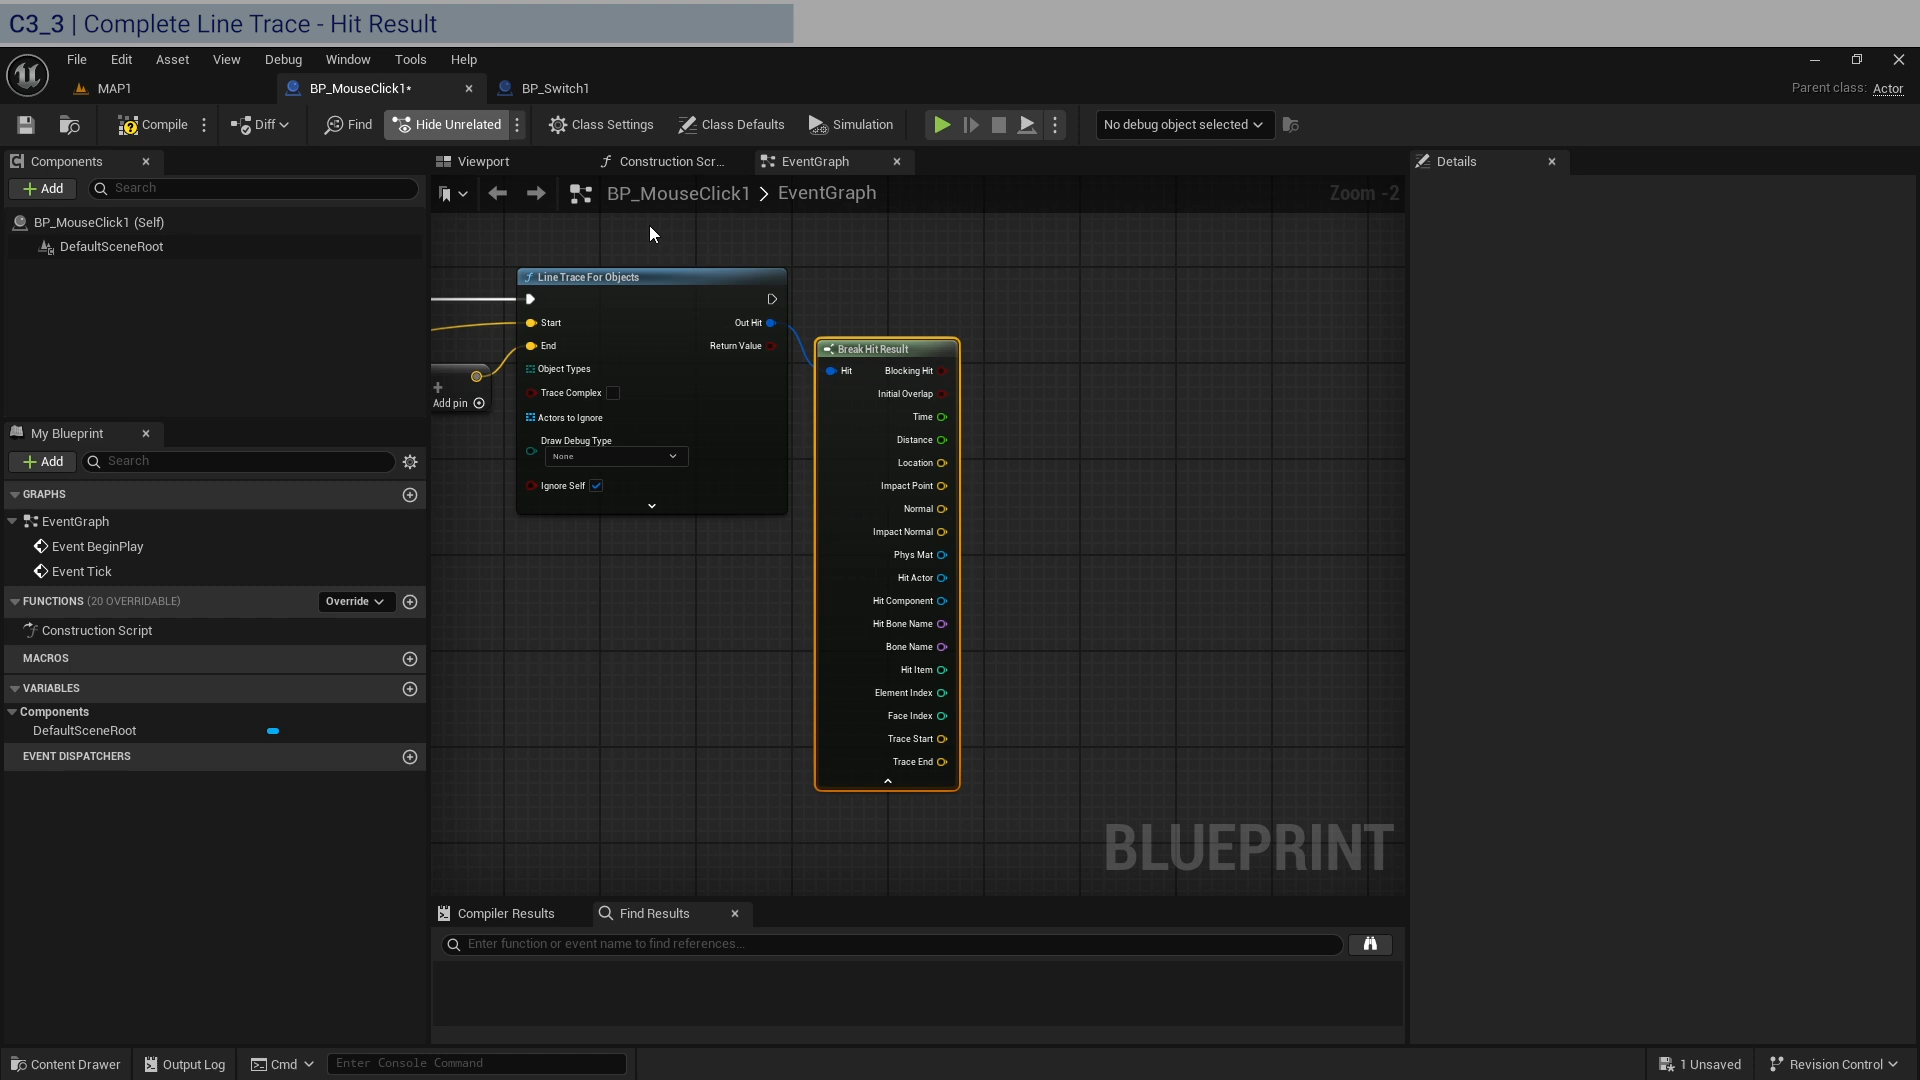 C3_3 | Complete Line Trace - Hit Result
File Edit Asset View Debug Window Tools Help
MAP1 BP_MouseClick1* BP_Switch1 Parent class: Actor
Compile Diff Find Hide Unrelated Class Settings Class Defaults Simulation No debug object selected
Components Viewport Construction Scr... EventGraph Details
Add Search BP_MouseClick1 > EventGraph Zoom -2
BP_MouseClick1 (Self)
DefaultSceneRoot
Line Trace For Objects
Start Out Hit
End Return Value
Object Types
Trace Complex
Add pin
Actors to Ignore
Draw Debug Type
None
Ignore Self
Break Hit Result
Hit Blocking Hit
Initial Overlap
Time
Distance
Location
Impact Point
Normal
Impact Normal
Phys Mat
Hit Actor
Hit Component
Hit Bone Name
Bone Name
Hit Item
Element Index
Face Index
Trace Start
Trace End
BLUEPRINT
My Blueprint
Add Search
GRAPHS
EventGraph
Event BeginPlay
Event Tick
FUNCTIONS (20 OVERRIDABLE) Override
Construction Script
MACROS
VARIABLES
Components
DefaultSceneRoot
EVENT DISPATCHERS
Compiler Results Find Results
Enter function or event name to find references...
Content Drawer Output Log Cmd Enter Console Command 1 Unsaved Revision Control